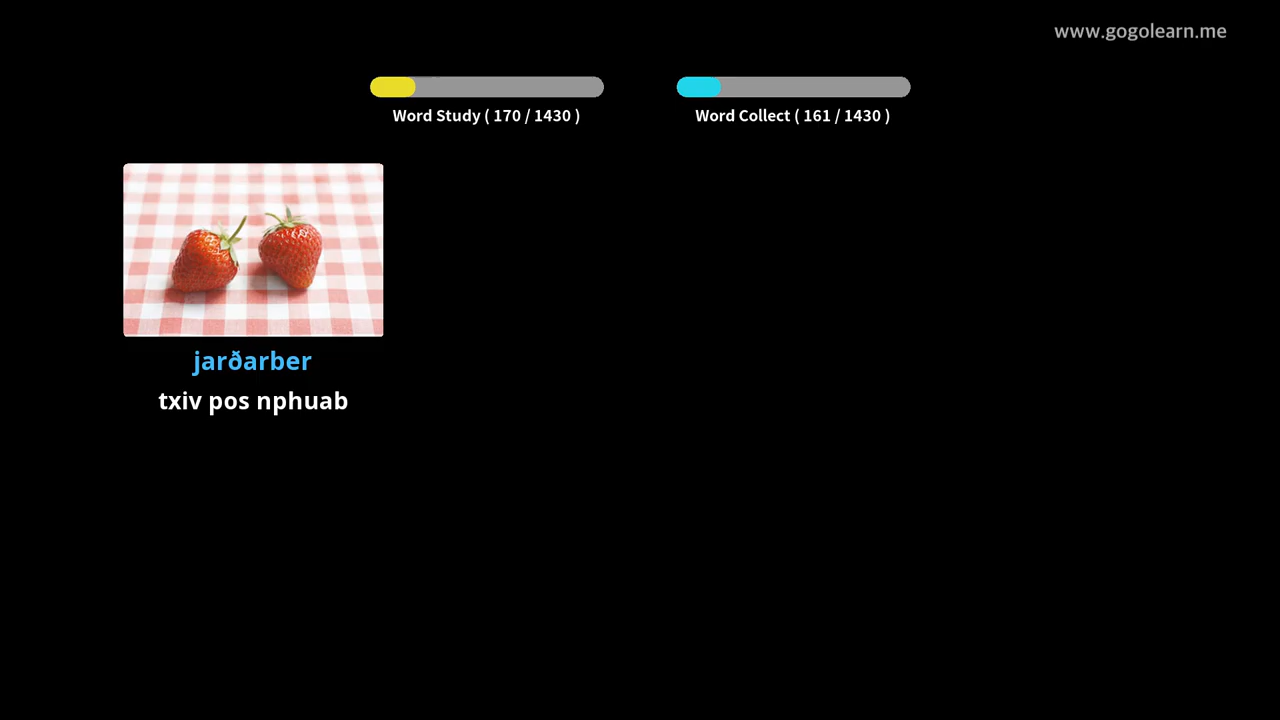 www.gogolearn.me
Word Study ( 170 / 1430 )
Word Collect ( 161 / 1430 )
jarðarber
txiv pos nphuab